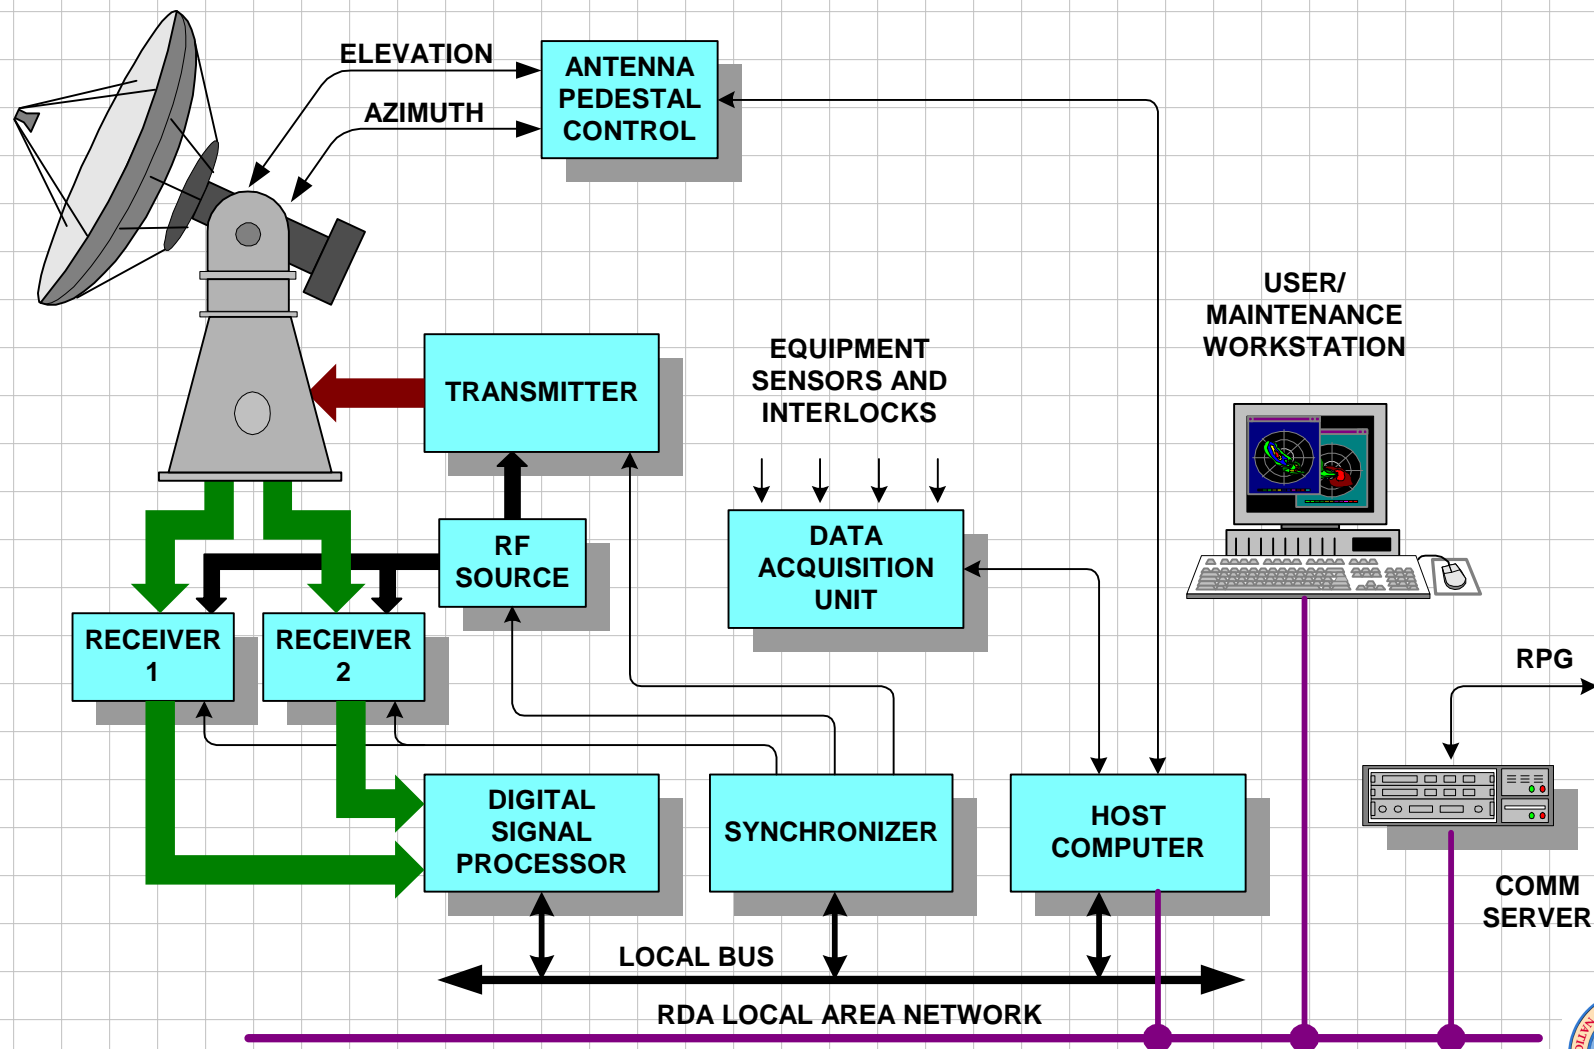 ELEVATION
AZIMUTH
ANTENNA
PEDESTAL
CONTROL
USER/
MAINTENANCE
WORKSTATION
EQUIPMENT
SENSORS AND
INTERLOCKS
TRANSMITTER
RF
SOURCE
DATA
ACQUISITION
UNIT
RECEIVER
1
RECEIVER
2
RPG
DIGITAL
SIGNAL
PROCESSOR
SYNCHRONIZER
HOST
COMPUTER
COMM
SERVER
LOCAL BUS
RDA LOCAL AREA NETWORK